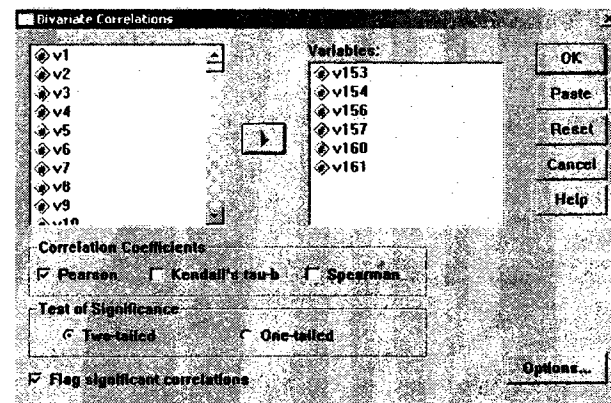 Bivariate Correlations
v1
v2
v3
v4
v5
v6
v7
v8
v9
v10
Variables:
v153
v154
v156
v157
v160
v161
OK
Paste
Reset
Cancel
Help
Correlation Coefficients
Pearson Kendall's tau-b Spearman
Test of Significance
Two-tailed One-tailed
Flag significant correlations
Options...